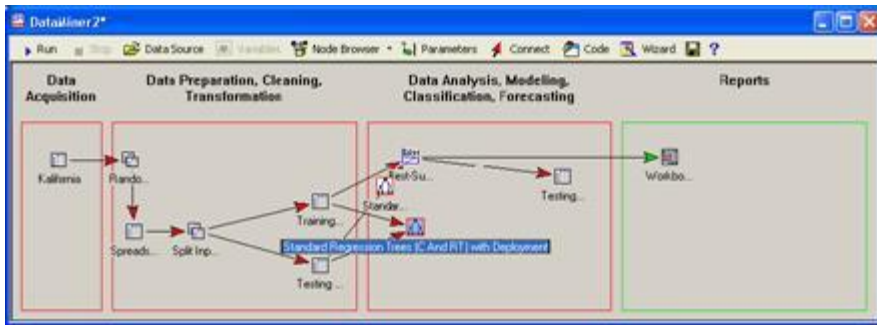 DataMiner2*
Run Stop Data Source Variables Node Browser Parameters Connect Code Wizard ?
Data
Acquisition
Data Preparation, Cleaning,
Transformation
Data Analysis, Modeling,
Classification, Forecasting
Reports
Kalifornia
Rando...
Best-Su...
Workbo...
Testing...
Standar...
Training...
Spreads...
Split Inp...
Standard Regression Trees (C And RT) with Deployment
Testing ...